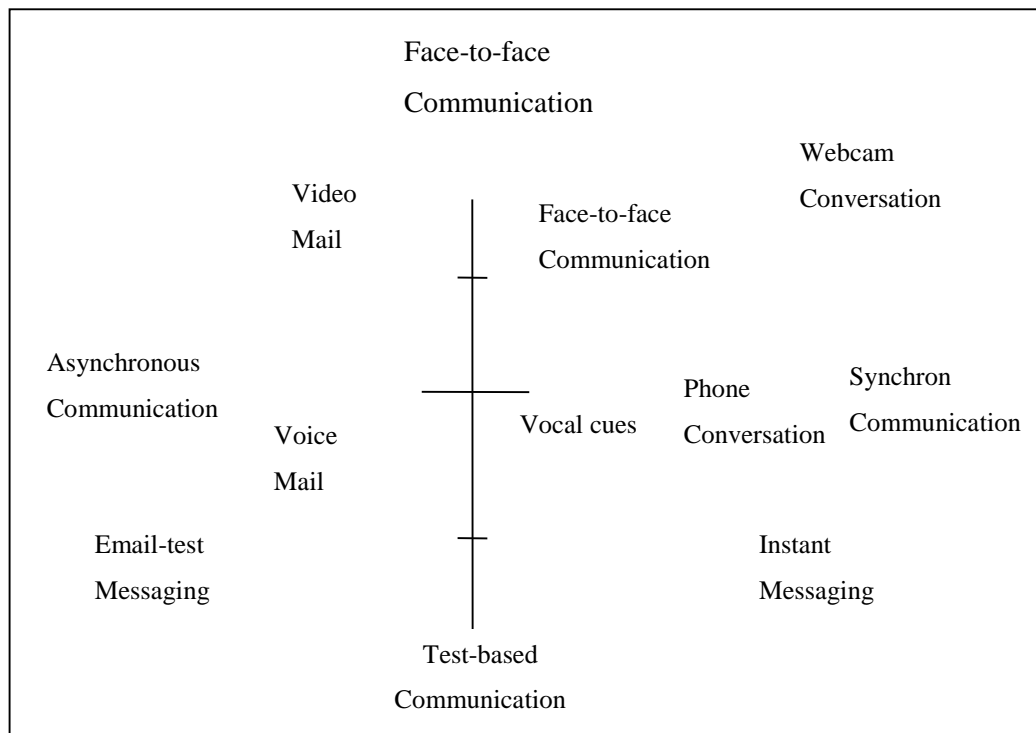 Face-to-face
Communication
Webcam
Conversation
Video
Mail
Face-to-face
Communication
Asynchronous
Communication
Vocal cues
Phone
Conversation
Synchron
Communication
Voice
Mail
Email-test
Messaging
Instant
Messaging
Test-based
Communication